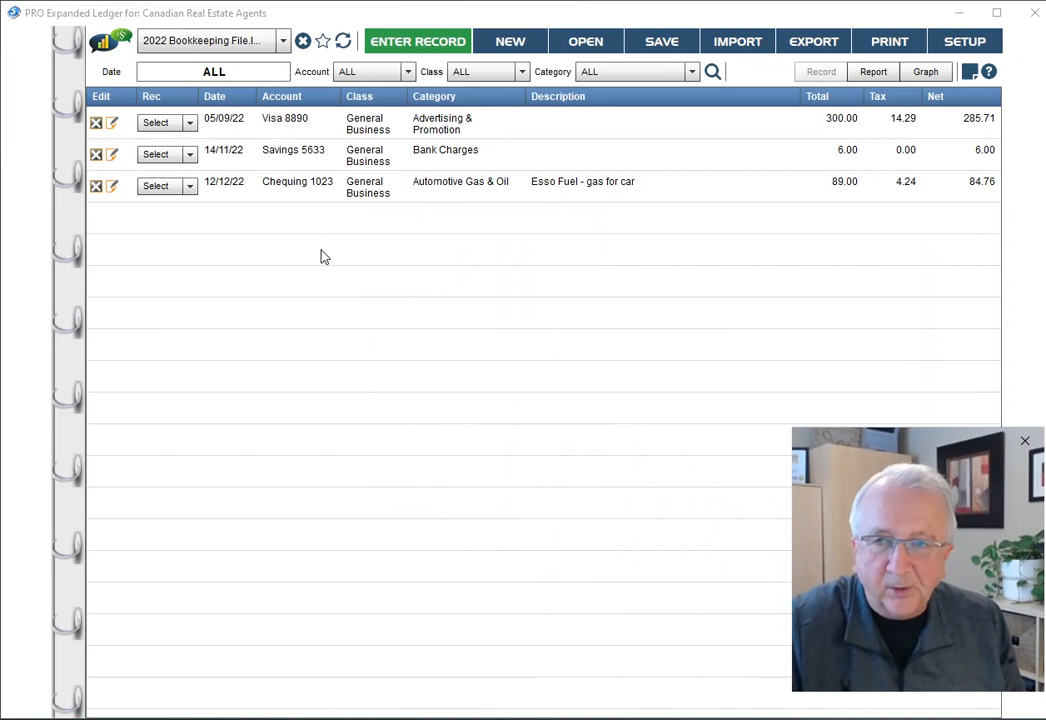 PRO Expanded Ledger for: Canadian Real Estate Agents
2022 Bookkeeping File.l... ENTER RECORD NEW OPEN SAVE IMPORT EXPORT PRINT SETUP
Date ALL Account ALL Class ALL Category ALL Record Report Graph ?
Edit Rec Date Account Class Category Description Total Tax Net
Select 05/09/22 Visa 8890 General Advertising & 300.00 14.29 285.71
Business Promotion
Select 14/11/22 Savings 5633 General Bank Charges 6.00 0.00 6.00
Business
Select 12/12/22 Chequing 1023 General Automotive Gas & Oil Esso Fuel - gas for car 89.00 4.24 84.76
Business